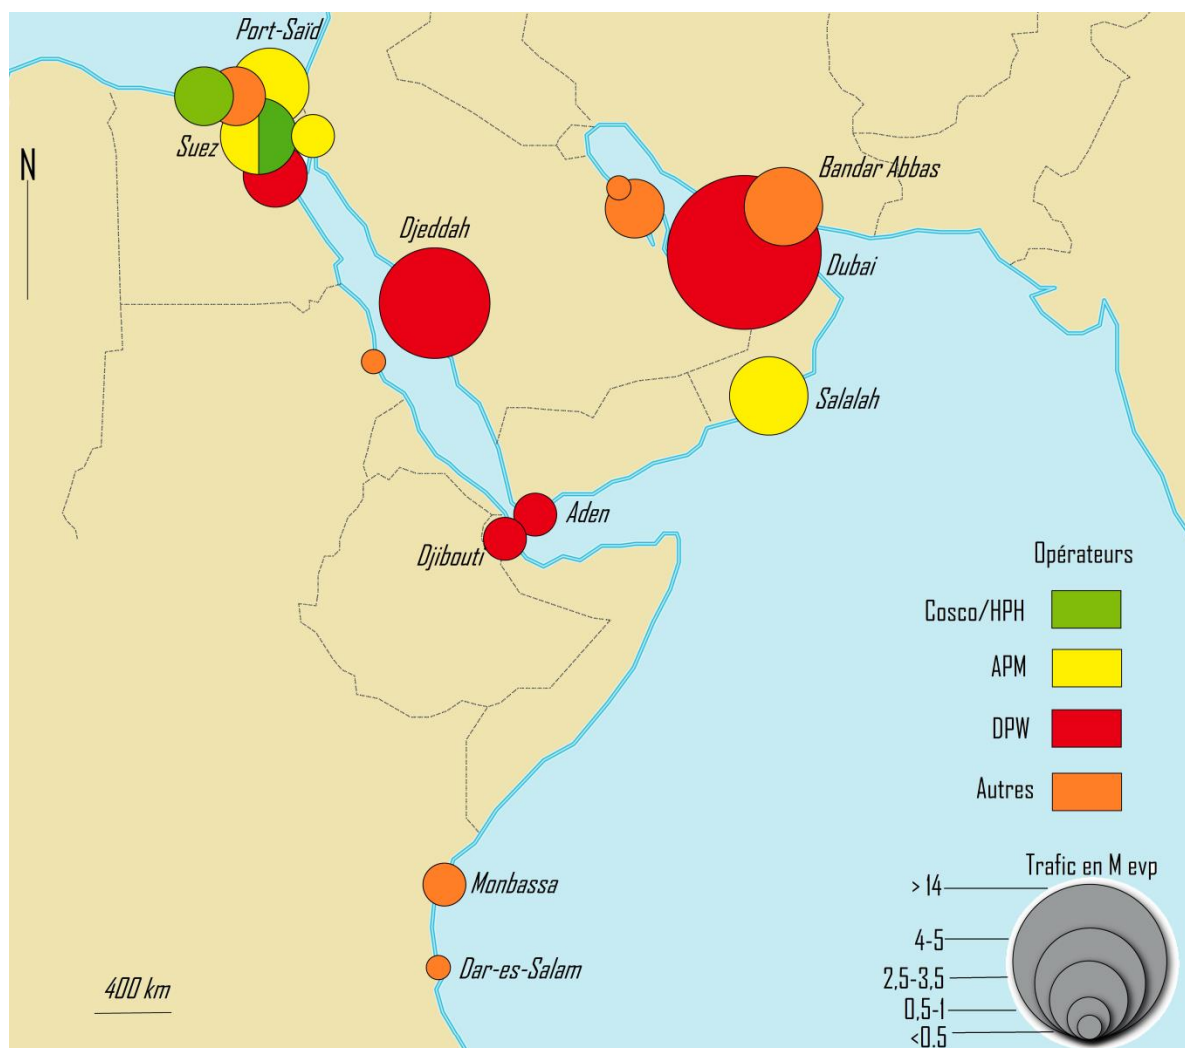 Port-Saïd
Suez
N
Bandar Abbas
Djeddah
Dubai
Salalah
Aden
Djibouti
Opérateurs
Cosco/HPH
APM
DPW
Autres
Monbassa
Trafic en M evp
> 14
4-5
Dar-es-Salam
2,5-3,5
400 km
0,5-1
<0.5